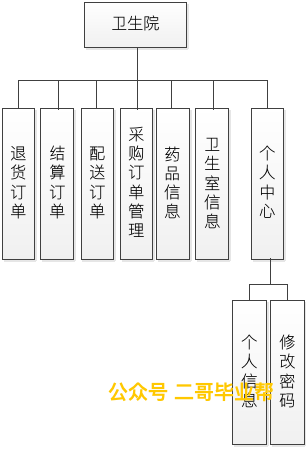 卫生院
退货订单
结算订单
配送订单
采购订单管理
药品信息
卫生室信息
个人中心
个人信息
修改密码
公众号 二哥毕业帮